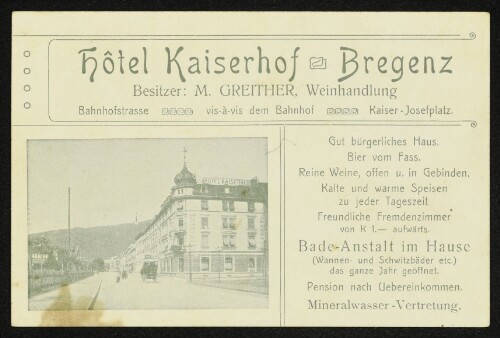 Hôtel Kaiserhof Bregenz
Besitzer: M. GREITHER, Weinhandlung
Bahnhofstrasse vis-à-vis dem Bahnhof Kaiser-Josefplatz.
HOTEL KAISERHOF
Gut bürgerliches Haus.
Bier vom Fass.
Reine Weine, offen u. in Gebinden.
Kalte und warme Speisen
zu jeder Tageszeit
Freundliche Fremdenzimmer
von K 1.— aufwärts.
Bade-Anstalt im Hause
(Wannen- und Schwitzbäder etc.)
das ganze Jahr geöffnet.
Pension nach Uebereinkommen.
Mineralwasser-Vertretung.